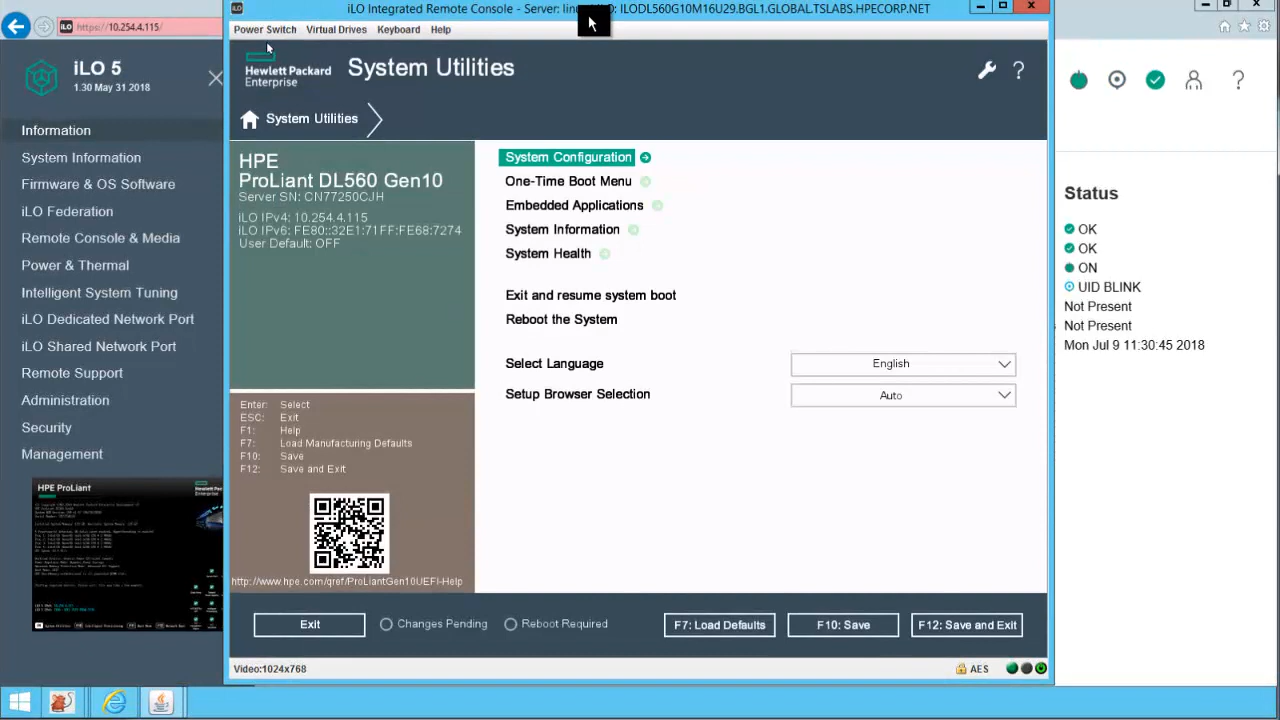 iLO Integrated Remote Console - Server: linu iLO: ILODL560G10M16U29.BGL1.GLOBAL.TSLABS.HPECORP.NET
https://10.254.4.115/
Power Switch Virtual Drives Keyboard Help
iLO 5
1.30 May 31 2018
Hewlett Packard
Enterprise
System Utilities
System Utilities
Information
System Information
Firmware & OS Software
iLO Federation
Remote Console & Media
Power & Thermal
Intelligent System Tuning
iLO Dedicated Network Port
iLO Shared Network Port
Remote Support
Administration
Security
Management
HPE ProLiant
Hewlett Packard
Enterprise
HPE
ProLiant DL560 Gen10
Server SN: CN77250CJH
iLO IPv4: 10.254.4.115
iLO IPv6: FE80::32E1:71FF:FE68:7274
User Default: OFF
Enter: Select
ESC: Exit
F1: Help
F7: Load Manufacturing Defaults
F10: Save
F12: Save and Exit
http://www.hpe.com/qref/ProLiantGen10UEFI-Help
System Configuration
One-Time Boot Menu
Embedded Applications
System Information
System Health
Exit and resume system boot
Reboot the System
Select Language English
Setup Browser Selection Auto
Exit Changes Pending Reboot Required F7: Load Defaults F10: Save F12: Save and Exit
Video:1024x768 AES
Status
OK
OK
ON
UID BLINK
Not Present
Not Present
Mon Jul 9 11:30:45 2018